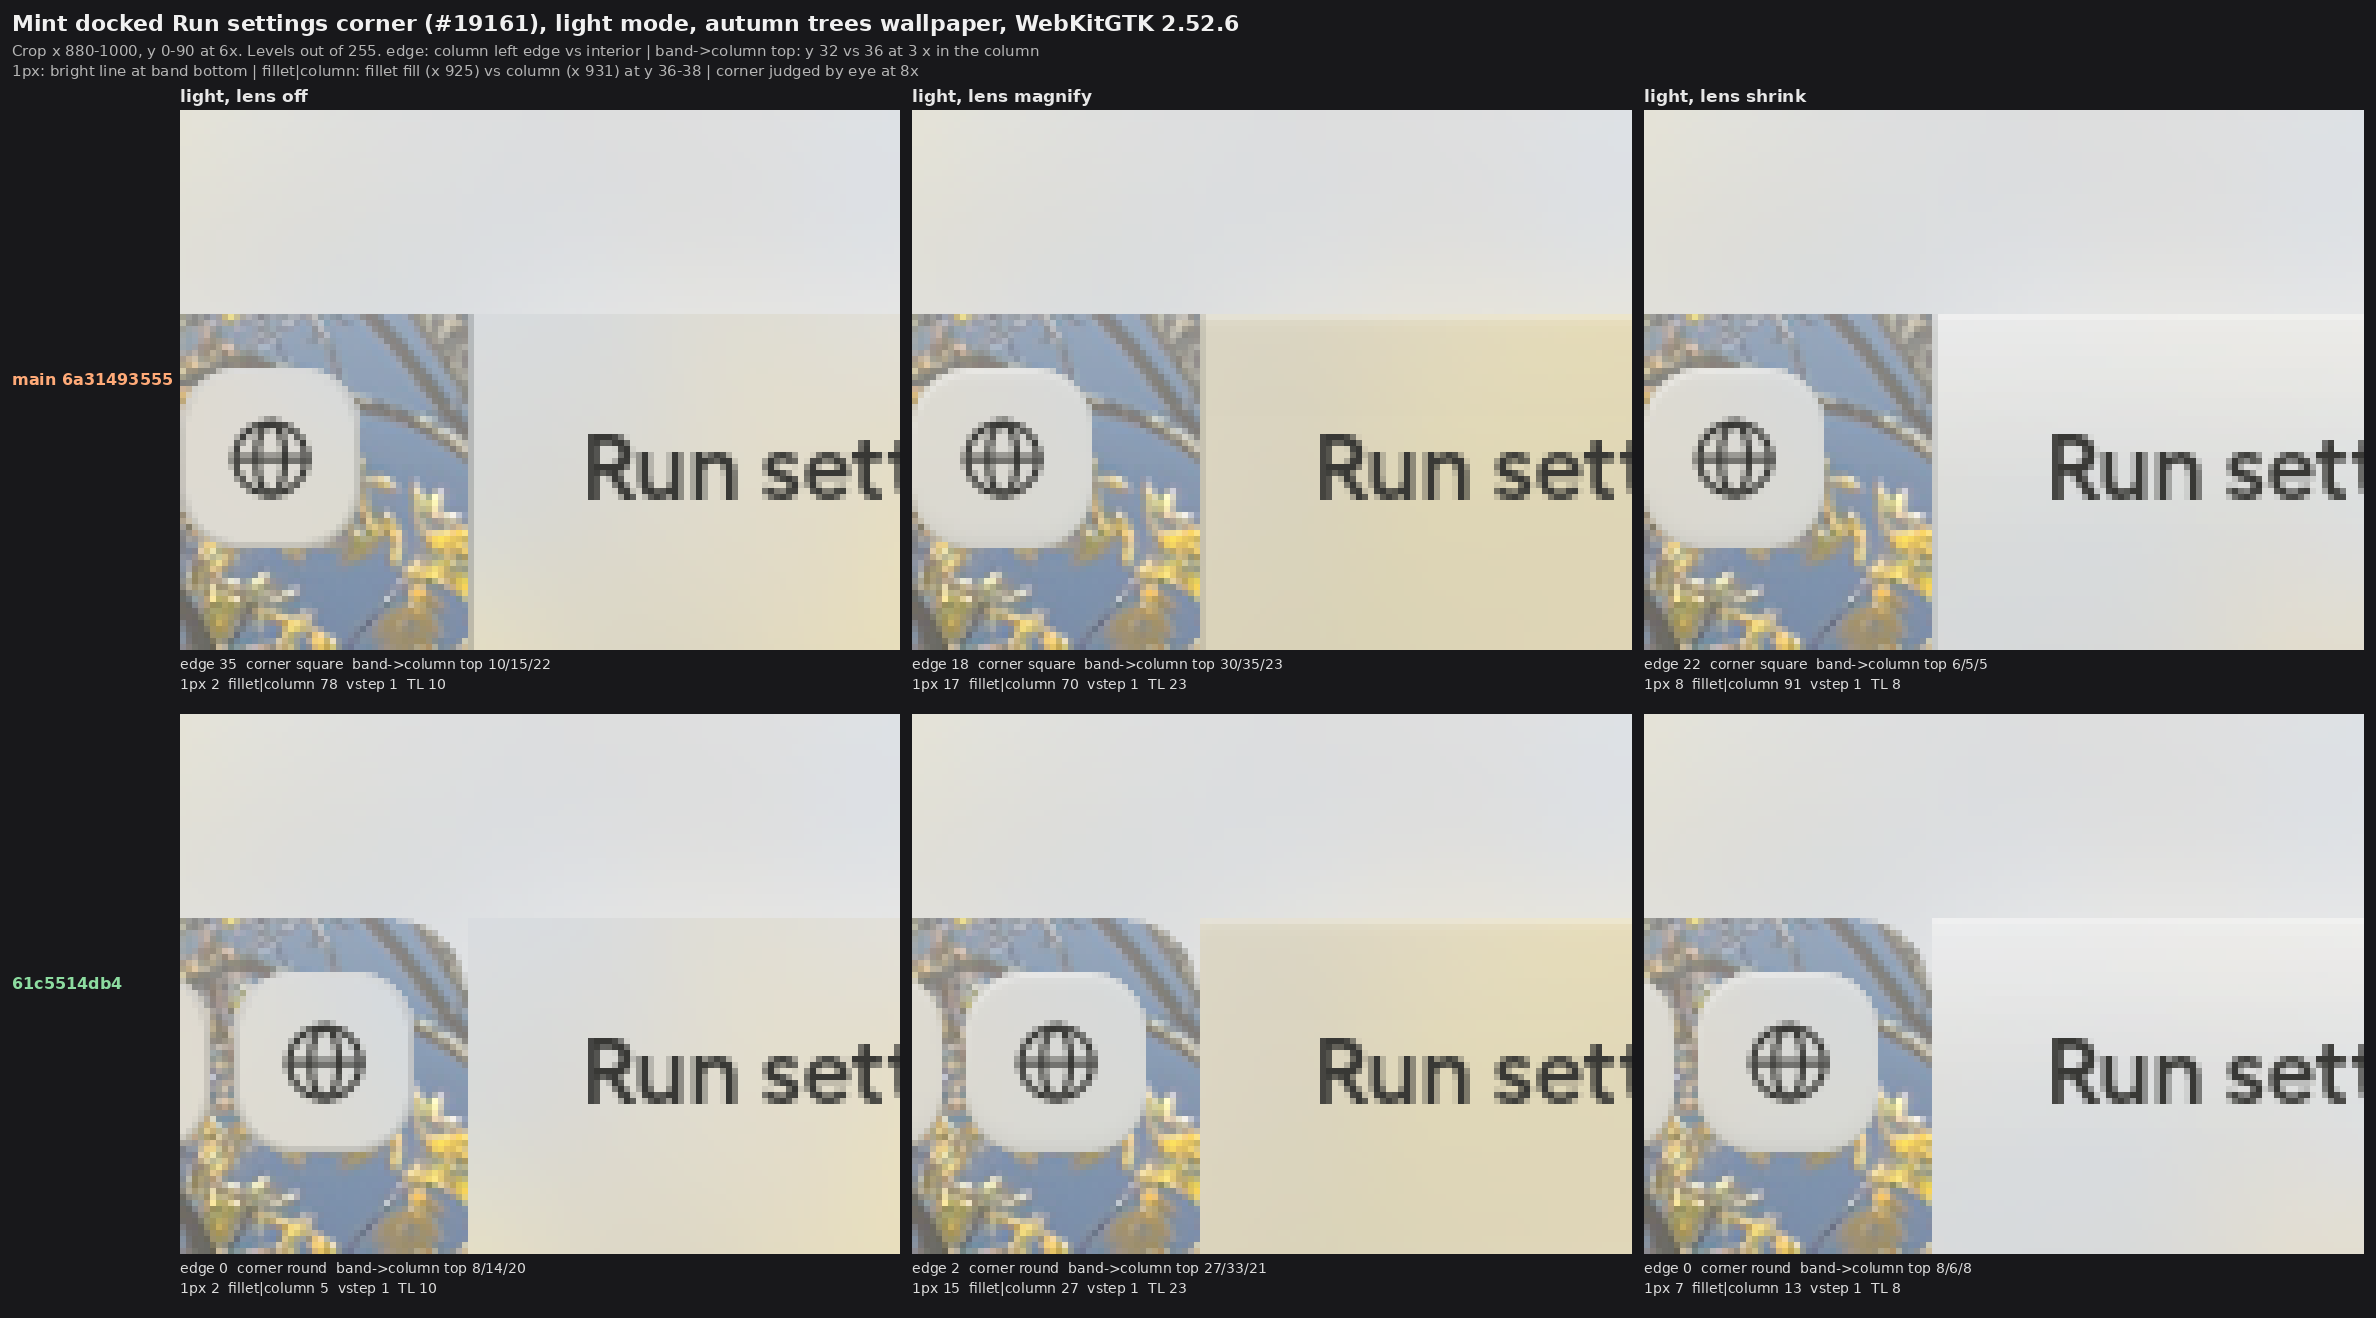 Mint docked Run settings corner (#19161), light mode, autumn trees wallpaper, WebKitGTK 2.52.6
Crop x 880-1000, y 0-90 at 6x. Levels out of 255. edge: column left edge vs interior | band->column top: y 32 vs 36 at 3 x in the column
1px: bright line at band bottom | fillet|column: fillet fill (x 925) vs column (x 931) at y 36-38 | corner judged by eye at 8x
light, lens off
light, lens magnify
light, lens shrink
main 6a31493555
Run sett
Run sett
Run sett
edge 35 corner square band->column top 10/15/22
1px 2 fillet|column 78 vstep 1 TL 10
edge 18 corner square band->column top 30/35/23
1px 17 fillet|column 70 vstep 1 TL 23
edge 22 corner square band->column top 6/5/5
1px 8 fillet|column 91 vstep 1 TL 8
61c5514db4
Run sett
Run sett
Run sett
edge 0 corner round band->column top 8/14/20
1px 2 fillet|column 5 vstep 1 TL 10
edge 2 corner round band->column top 27/33/21
1px 15 fillet|column 27 vstep 1 TL 23
edge 0 corner round band->column top 8/6/8
1px 7 fillet|column 13 vstep 1 TL 8